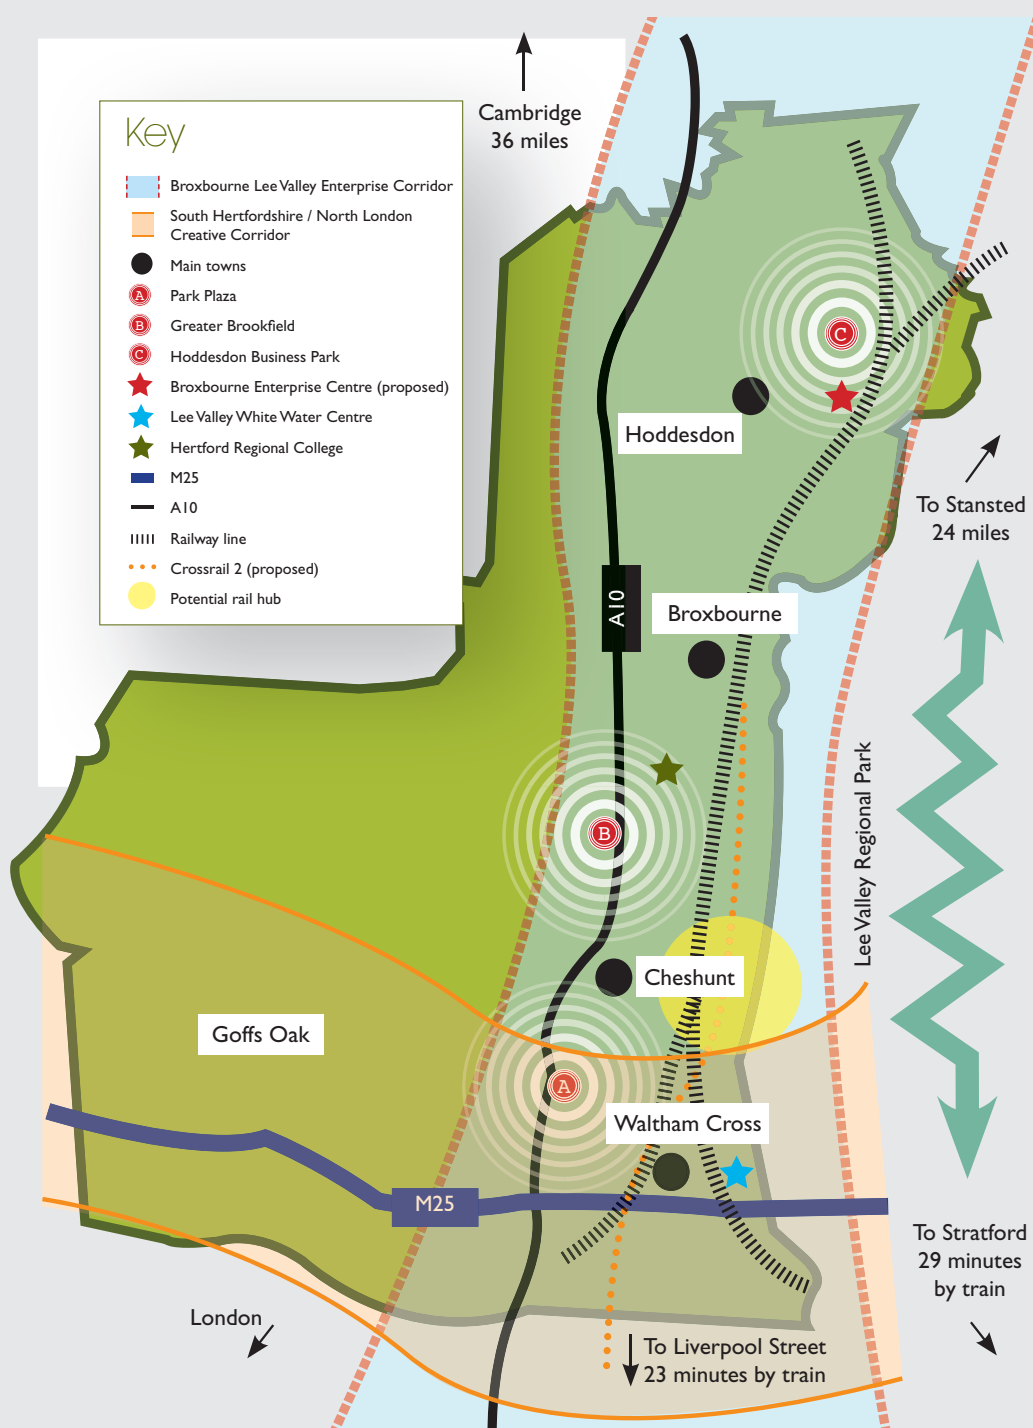 Cambridge
36 miles
Key
Broxbourne Lee Valley Enterprise Corridor
South Hertfordshire / North London
Creative Corridor
Main towns
A
Park Plaza
B
Greater Brookfield
C
Hoddesdon Business Park
Broxbourne Enterprise Centre (proposed)
Lee Valley White Water Centre
Hertford Regional College
M25
A10
Railway line
Crossrail 2 (proposed)
Potential rail hub
C
Hoddesdon
To Stansted
24 miles
A10
Broxbourne
Lee Valley Regional Park
B
Cheshunt
Goffs Oak
A
Waltham Cross
M25
To Stratford
29 minutes
by train
London
To Liverpool Street
23 minutes by train